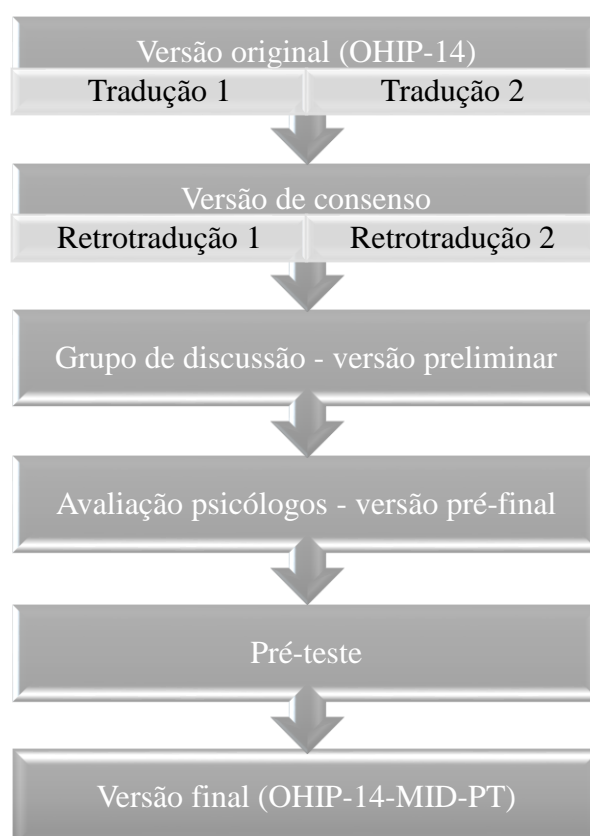 Versão original (OHIP-14)
Tradução 1
Tradução 2
Versão de consenso
Retrotradução 1
Retrotradução 2
Grupo de discussão - versão preliminar
Avaliação psicólogos - versão pré-final
Pré-teste
Versão final (OHIP-14-MID-PT)